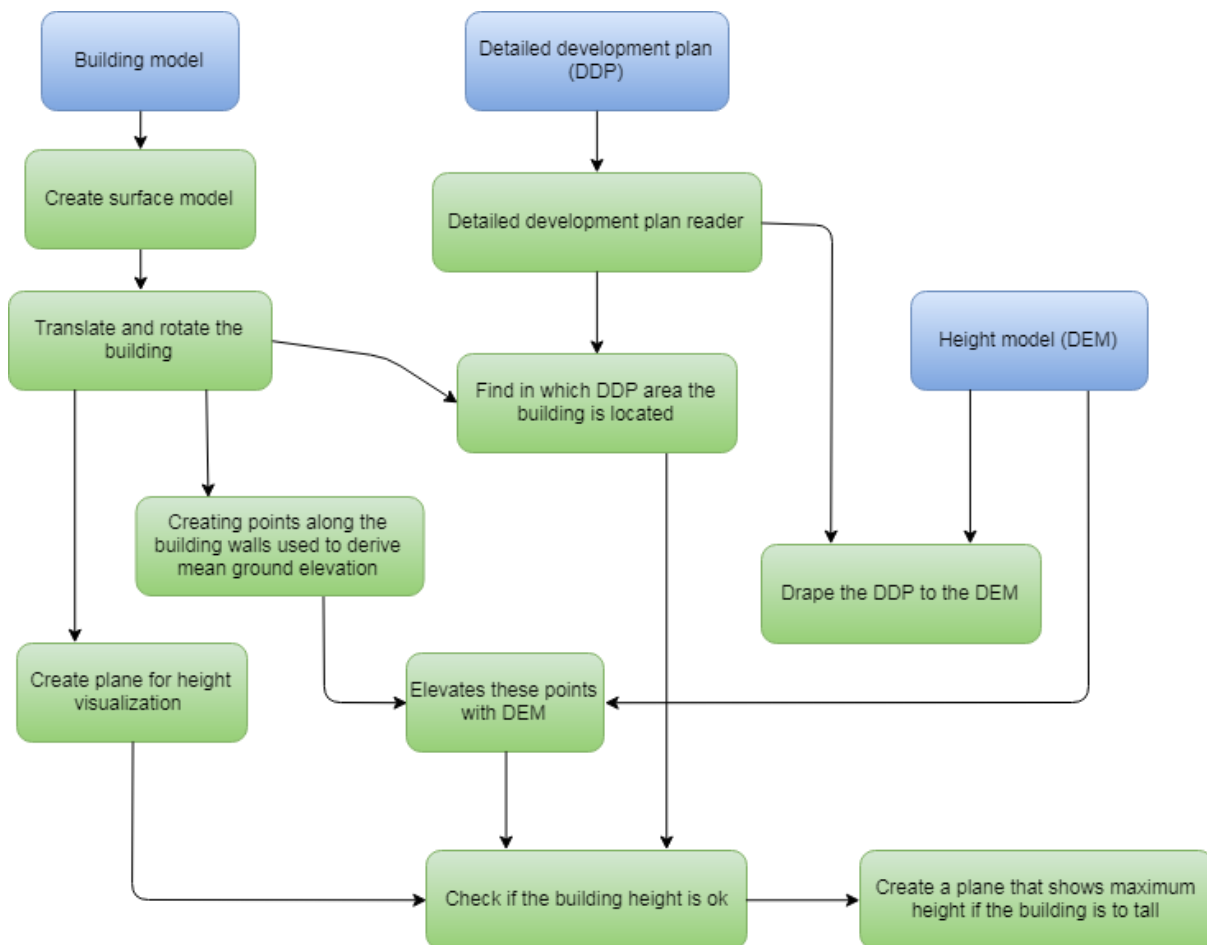 Building model
Detailed development plan
(DDP)
Create surface model
Detailed development plan reader
Translate and rotate the
building
Height model (DEM)
Find in which DDP area the
building is located
Creating points along the
building walls used to derive
mean ground elevation
Drape the DDP to the DEM
Create plane for height
visualization
Elevates these points
with DEM
Check if the building height is ok
Create a plane that shows maximum
height if the building is to tall